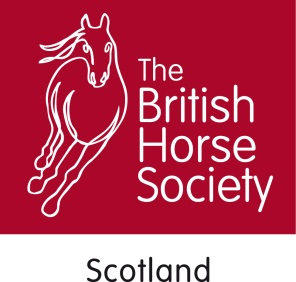 The
British
Horse
Society
Scotland